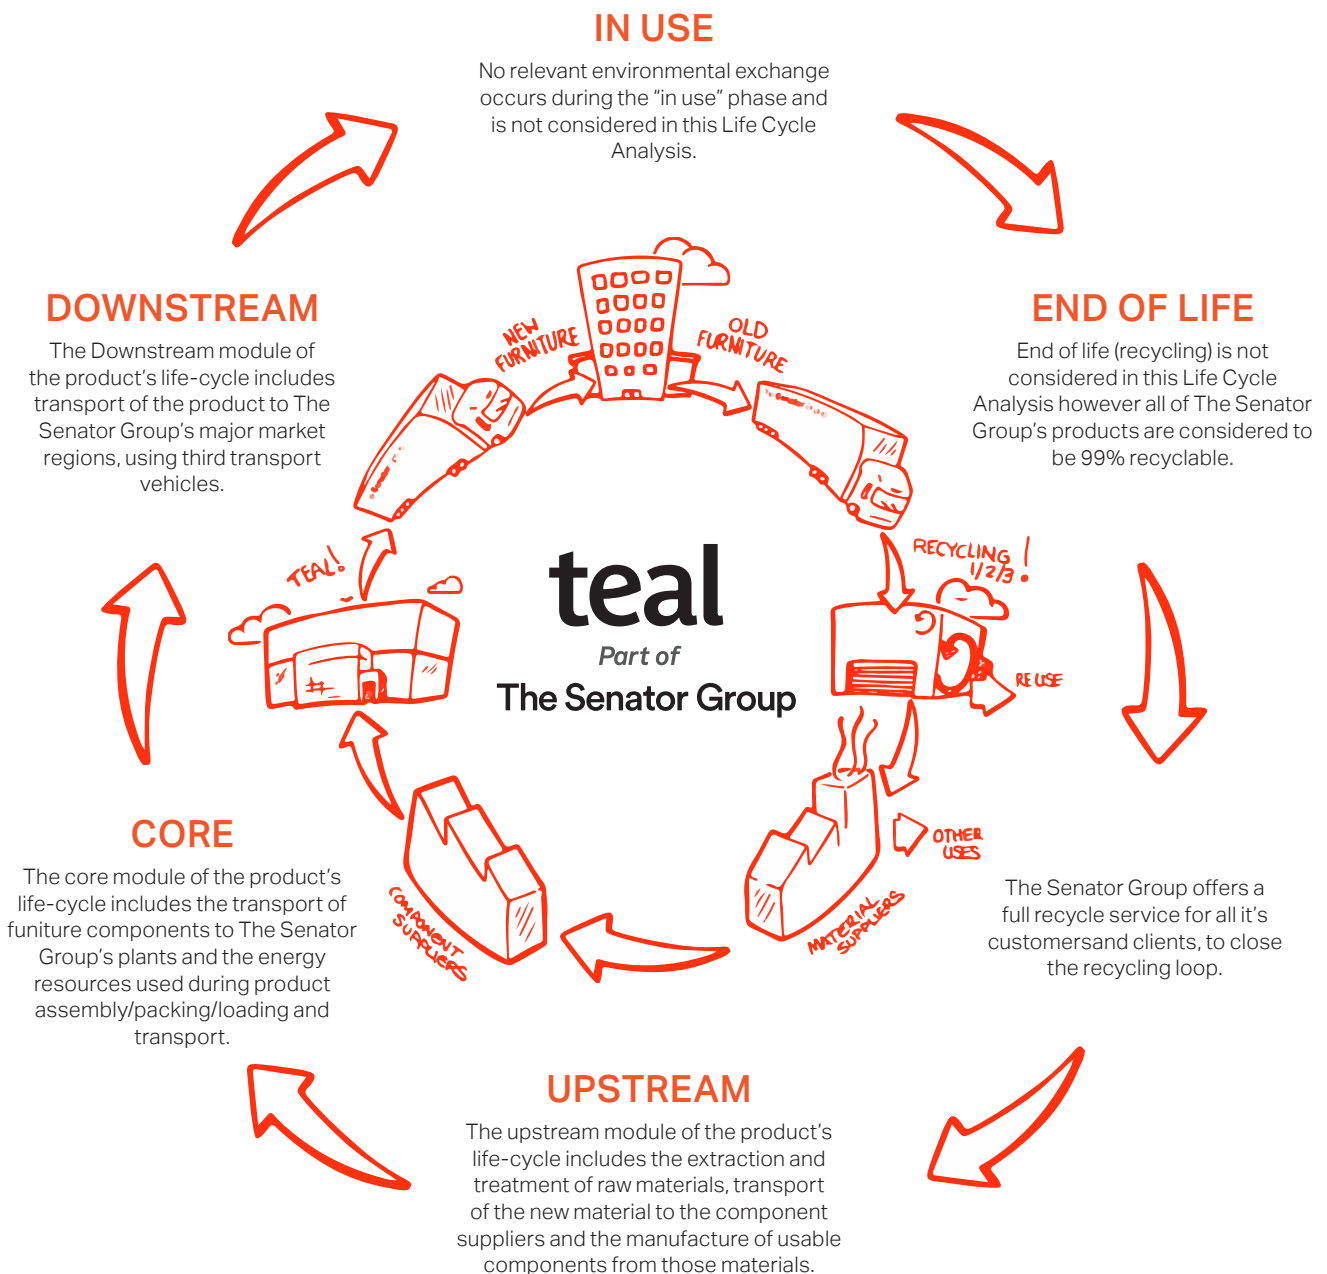 IN USE
No relevant environmental exchange
occurs during the “in use” phase and
is not considered in this Life Cycle
Analysis.
DOWNSTREAM
The Downstream module of
the product’s life-cycle includes
transport of the product to The
Senator Group’s major market
regions, using third transport
vehicles.
END OF LIFE
End of life (recycling) is not
considered in this Life Cycle
Analysis however all of The Senator
Group’s products are considered to
be 99% recyclable.
NEW
FURNITURE
OLD
FURNITURE
Senator
Senator
TEAL!
RECYCLING
1/2/3!
RE USE
teal
Part of
The Senator Group
CORE
The core module of the product’s
life-cycle includes the transport of
funiture components to The Senator
Group’s plants and the energy
resources used during product
assembly/packing/loading and
transport.
COMPONENT
SUPPLIERS
MATERIAL
SUPPLIERS
OTHER
USES
The Senator Group offers a
full recycle service for all it’s
customersand clients, to close
the recycling loop.
UPSTREAM
The upstream module of the product’s
life-cycle includes the extraction and
treatment of raw materials, transport
of the new material to the component
suppliers and the manufacture of usable
components from those materials.